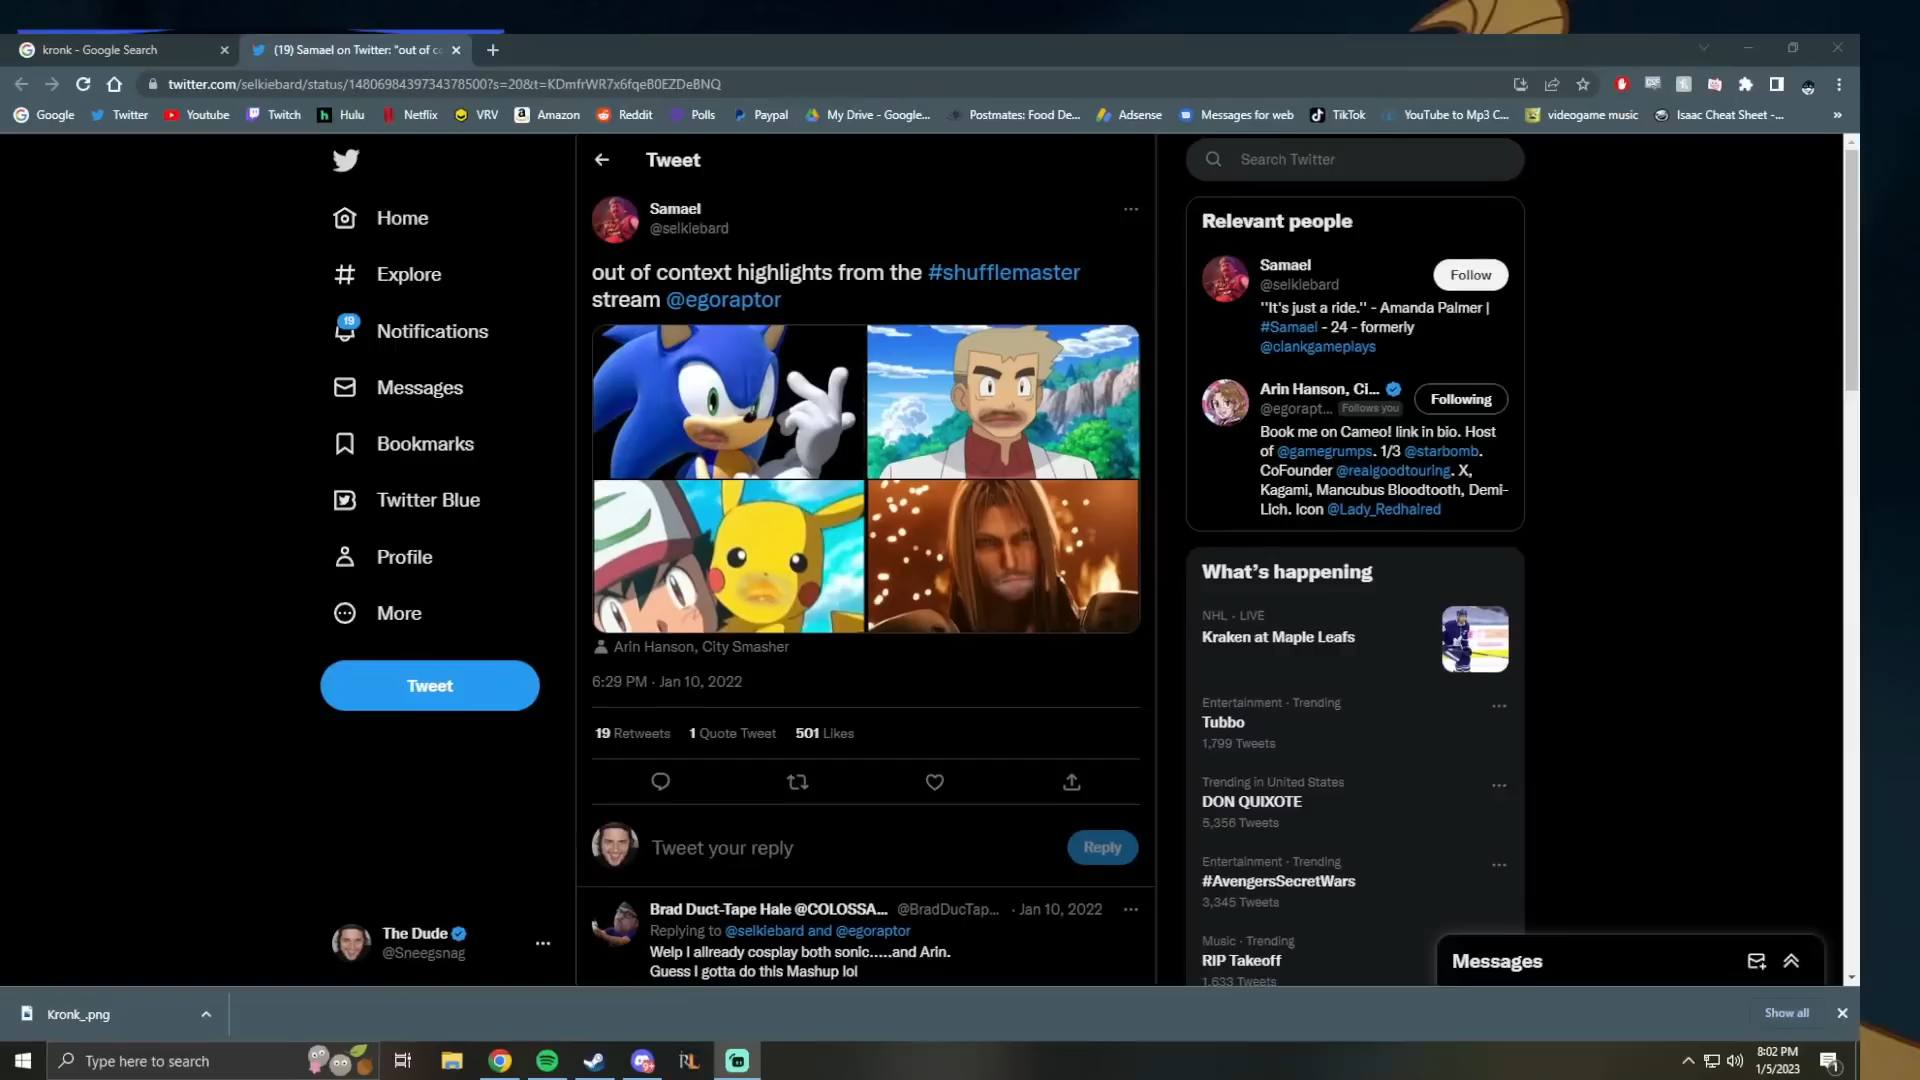 kronk - Google Search
(19) Samael on Twitter: "out of co
twitter.com/selkiebard/status/1480698439734378500?s=20&t=KDmfrWR7x6fqeB0EZDeBNQ
Google Twitter Youtube Twitch Hulu Netflix VRV Amazon Reddit Polls Paypal My Drive - Google... Postmates: Food De... Adsense Messages for web TikTok YouTube to Mp3 C... videogame music Isaac Cheat Sheet -... »
Home
Explore
19
Notifications
Messages
Bookmarks
Twitter Blue
Profile
More
Tweet
The Dude
@Sneegsnag
Tweet
Samael
@selkiebard
out of context highlights from the #shufflemaster
stream @egoraptor
Arin Hanson, City Smasher
6:29 PM · Jan 10, 2022
19 Retweets 1 Quote Tweet 501 Likes
Tweet your reply
Reply
Brad Duct-Tape Hale @COLOSSA... @BradDucTap... · Jan 10, 2022
Replying to @selkiebard and @egoraptor
Welp I allready cosplay both sonic.....and Arin.
Guess I gotta do this Mashup lol
Search Twitter
Relevant people
Samael
@selkiebard
Follow
"It's just a ride." - Amanda Palmer |
#Samael - 24 - formerly
@clankgameplays
Arin Hanson, Ci...
@egorapt... Follows you
Following
Book me on Cameo! link in bio. Host
of @gamegrumps. 1/3 @starbomb.
CoFounder @realgoodtouring. X,
Kagami, Mancubus Bloodtooth, Demi-
Lich. Icon @Lady_Redhaired
What's happening
NHL · LIVE
Kraken at Maple Leafs
Entertainment · Trending
Tubbo
1,799 Tweets
Trending in United States
DON QUIXOTE
5,356 Tweets
Entertainment · Trending
#AvengersSecretWars
3,345 Tweets
Music · Trending
RIP Takeoff
1,633 Tweets
Messages
Kronk_.png
Show all
Type here to search
8:02 PM
1/5/2023